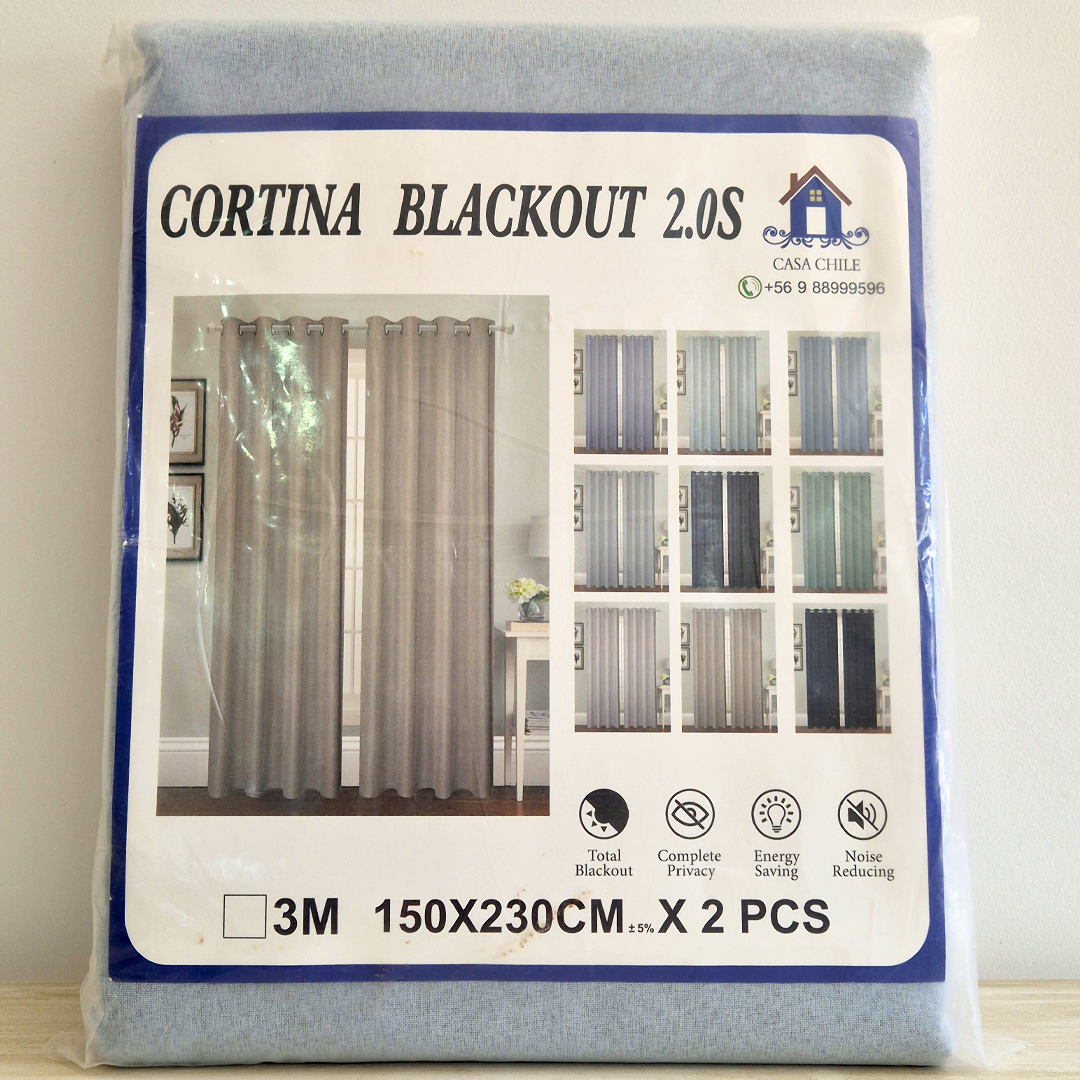 CORTINA BLACKOUT 2.0S
CASA CHILE
+56 9 88999596
Total
Blackout
Complete
Privacy
Energy
Saving
Noise
Reducing
3M 150X230CM ±5% X 2 PCS